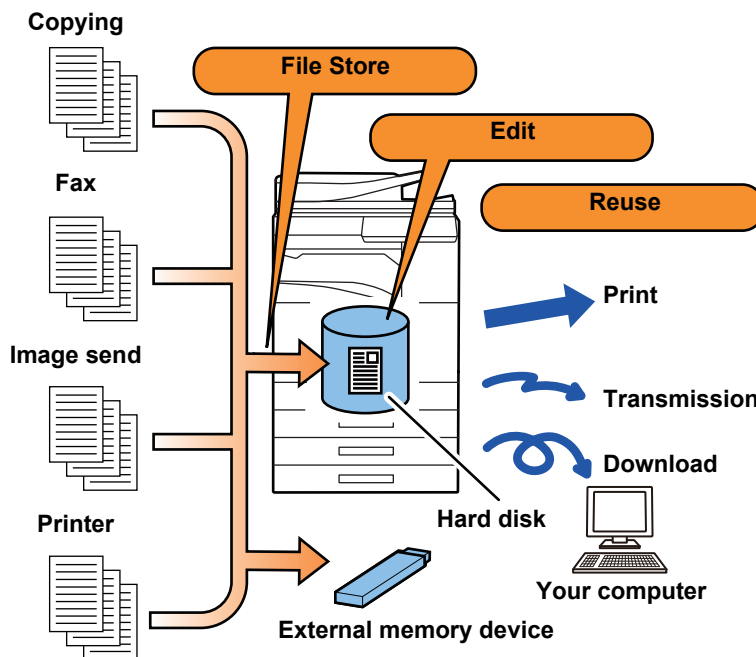 Copying
File Store
Edit
Fax
Reuse
Print
Image send
Transmission
Download
Hard disk
Printer
Your computer
External memory device